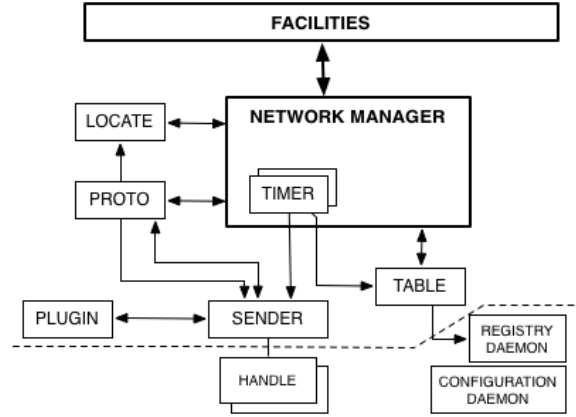 FACILITIES
NETWORK MANAGER
LOCATE
PROTO
TIMER
TABLE
PLUGIN
SENDER
REGISTRY
DAEMON
HANDLE
CONFIGURATION
DAEMON